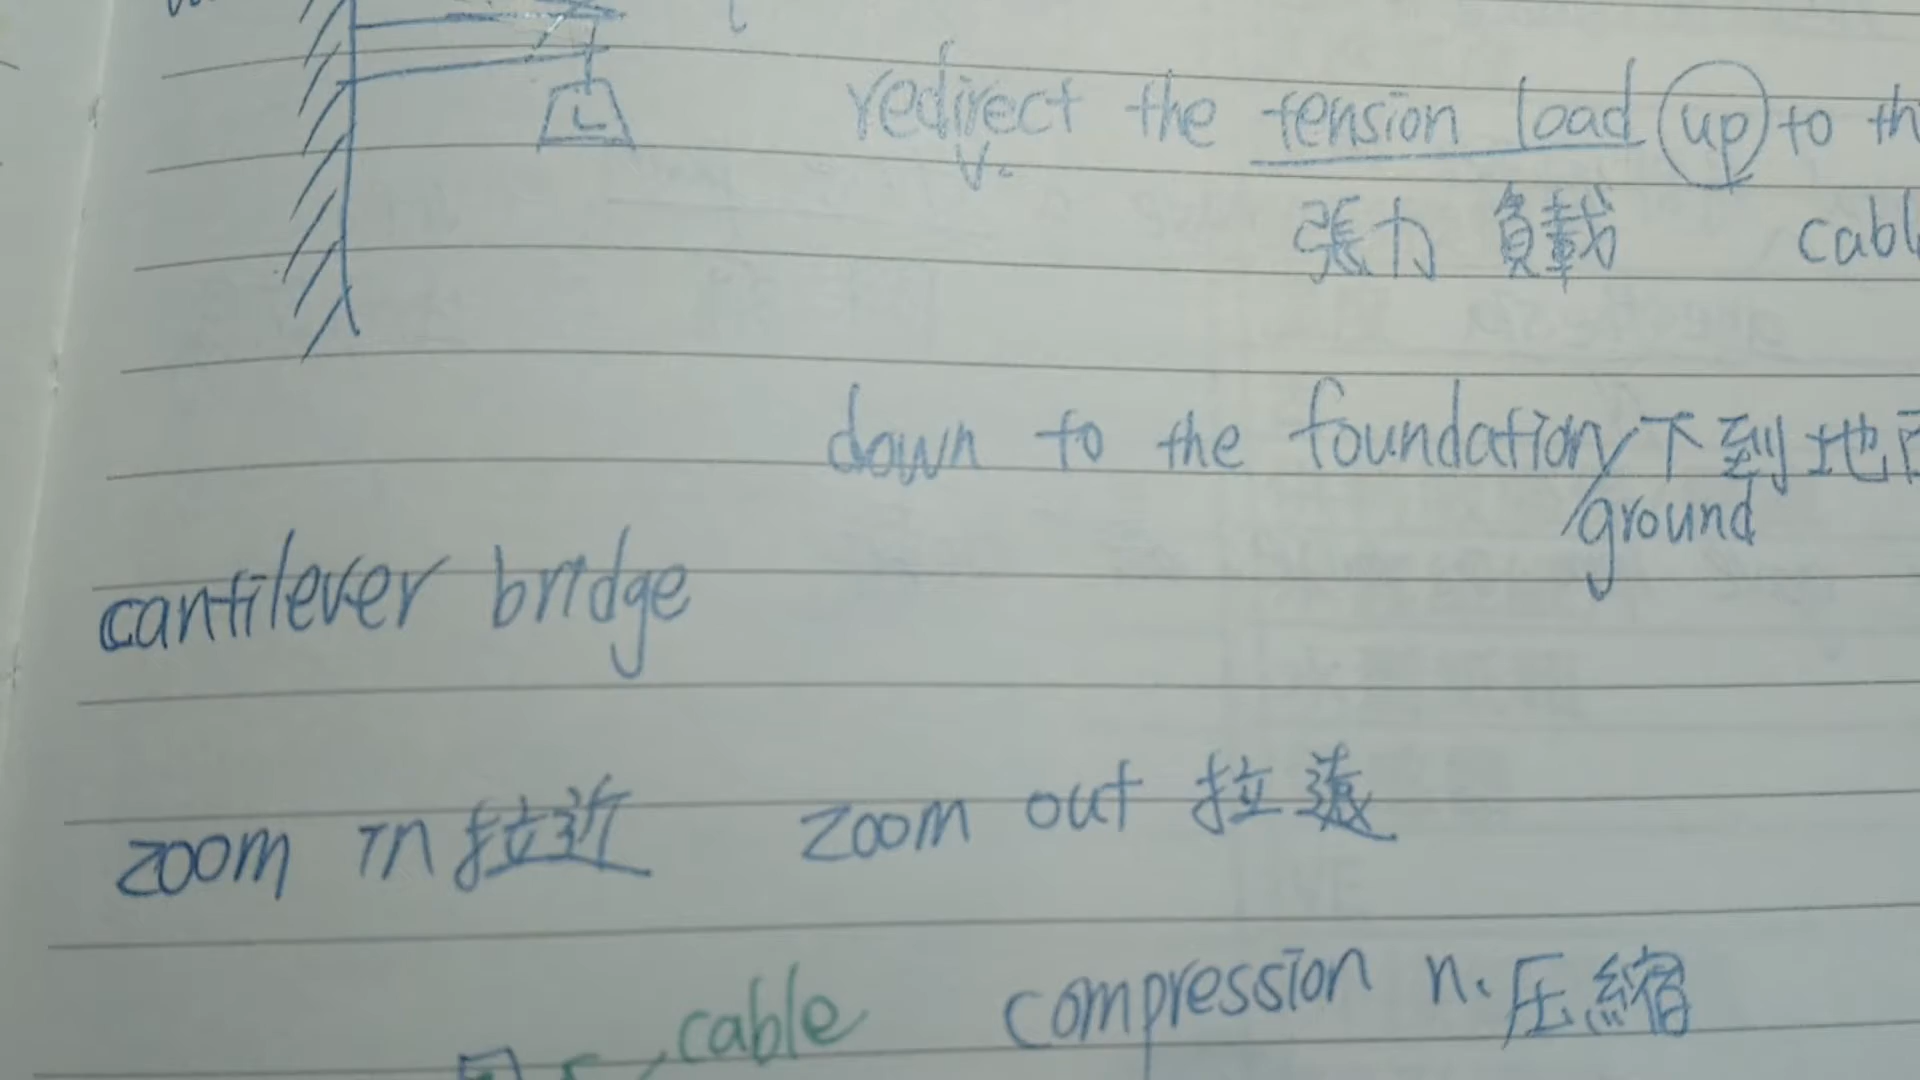 L
redirect the tension load up to th
v.
張力 負載 cabl
down to the foundation/下到地面
ground
cantilever bridge
zoom in 拉近 zoom out 拉遠
cable compression n. 压縮